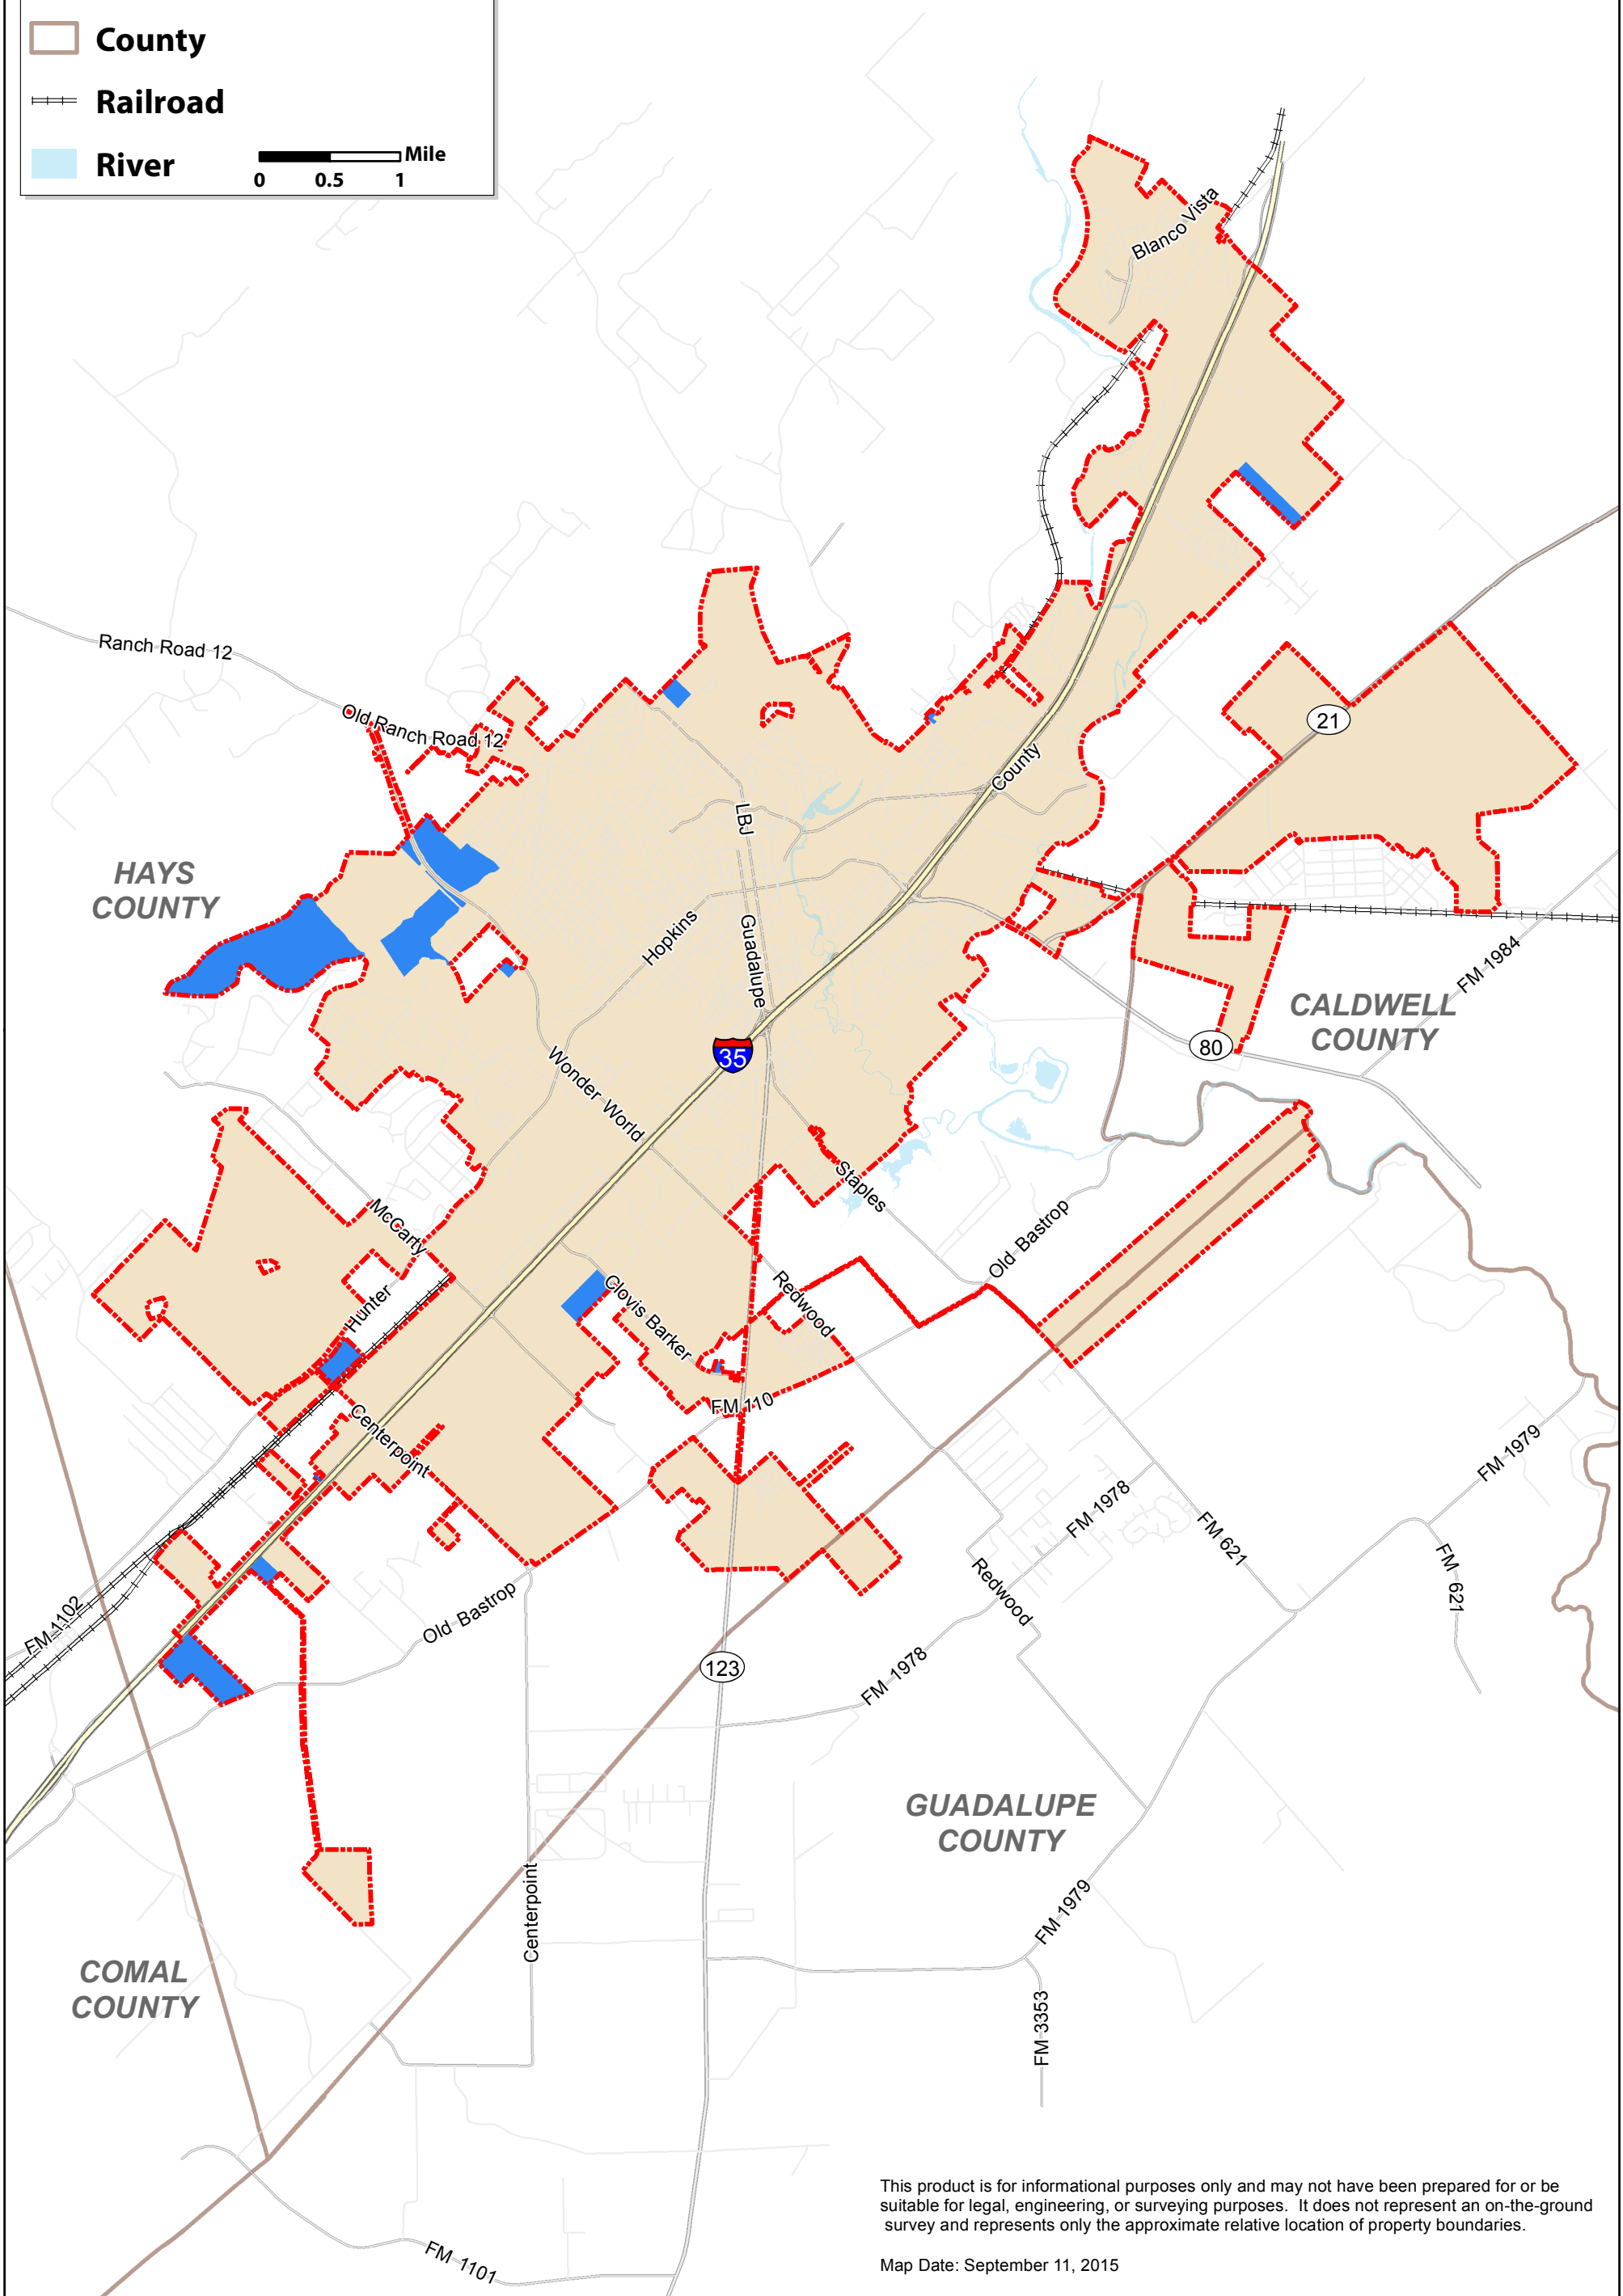 County
Railroad
River
Mile
0 0.5 1
Blanco Vista
Ranch Road 12
Old Ranch Road 12
21
County
LBJ
HAYS
COUNTY
Hopkins
Guadalupe
FM 1984
CALDWELL
COUNTY
80
35
Wonder World
Staples
McCarty
Old Bastrop
Redwood
Clovis Barker
Hunter
FM 110
Centerpoint
FM 1979
FM 1978
FM 621
FM 621
Redwood
Old Bastrop
FM 1102
123
FM 1978
GUADALUPE
COUNTY
Centerpoint
FM 1979
COMAL
COUNTY
FM 3353
This product is for informational purposes only and may not have been prepared for or be
suitable for legal, engineering, or surveying purposes. It does not represent an on-the-ground
survey and represents only the approximate relative location of property boundaries.
Map Date: September 11, 2015
FM 1101